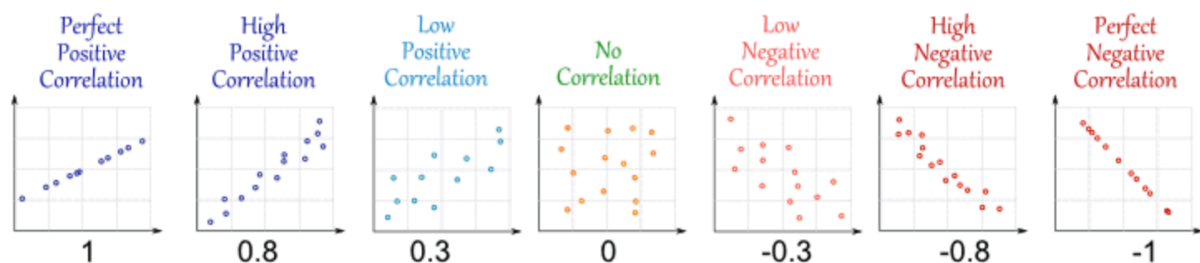 Perfect
Positive
Correlation
High
Positive
Correlation
Low
Positive
Correlation
No
Correlation
Low
Negative
Correlation
High
Negative
Correlation
Perfect
Negative
Correlation
1
0.8
0.3
0
-0.3
-0.8
-1